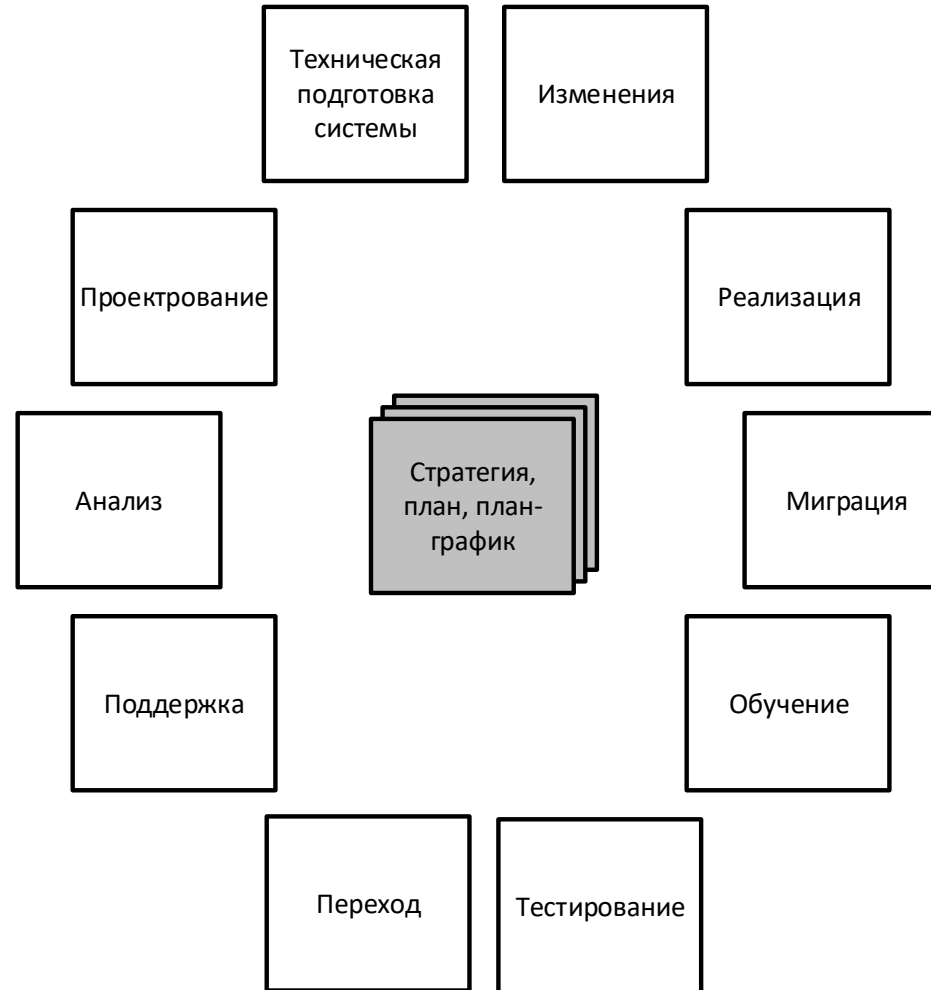 Техническая
подготовка
системы
Изменения
Проектрование
Реализация
Анализ
Стратегия,
план, план-
график
Миграция
Поддержка
Обучение
Переход
Тестирование